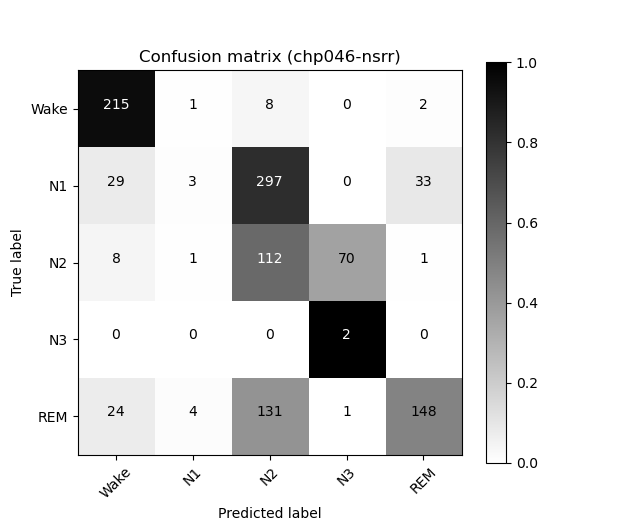 Confusion matrix (chp046-nsrr)
1.0
Wake 215 1 8 0 2
0.8
N1 29 3 297 0 33
0.6
True label
N2 8 1 112 70 1
0.4
N3 0 0 0 2 0
0.2
REM 24 4 131 1 148
0.0
Wake N1 N2 N3 REM
Predicted label